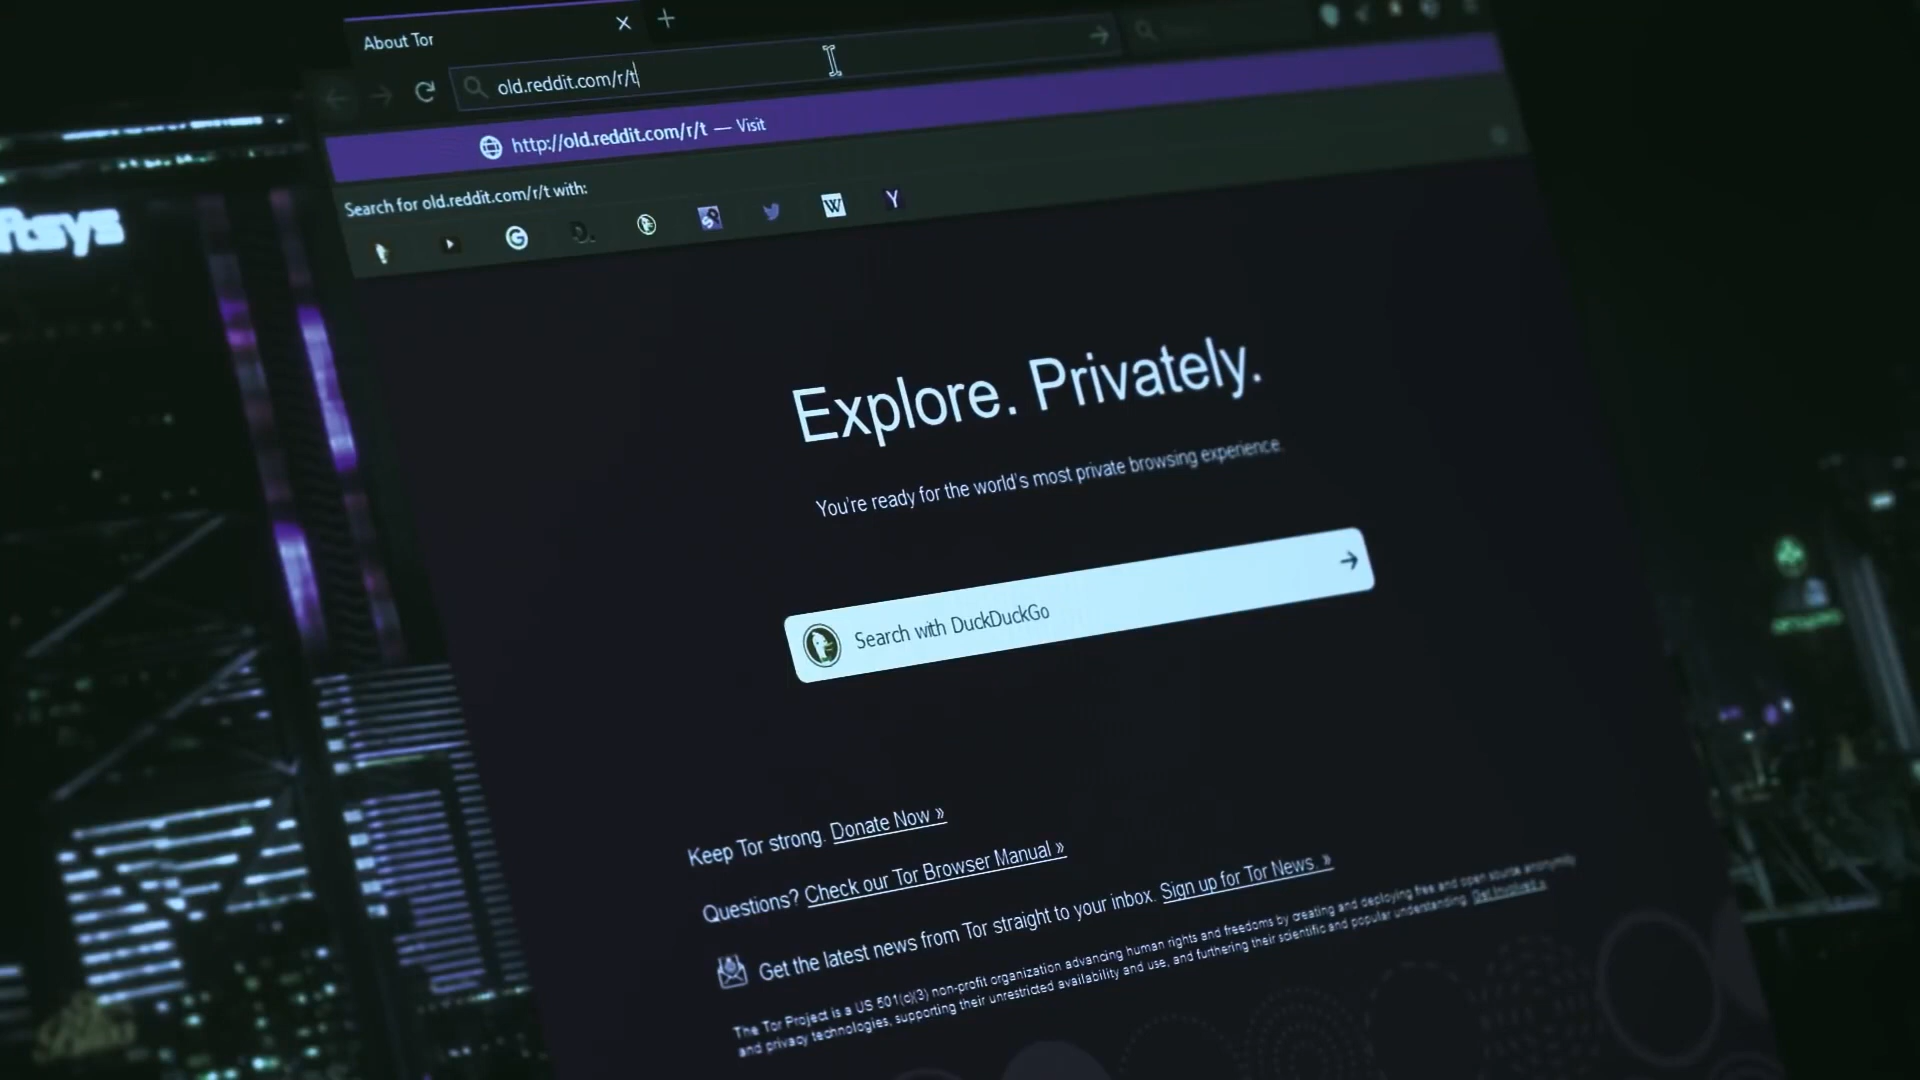 About Tor
old.reddit.com/r/t
http://old.reddit.com/r/t — Visit
Search for old.reddit.com/r/t with:
Explore. Privately.
You're ready for the world's most private browsing experience.
Search with DuckDuckGo
Keep Tor strong. Donate Now »
Questions? Check our Tor Browser Manual »
Get the latest news from Tor straight to your inbox. Sign up for Tor News. »
The Tor Project is a US 501(c)(3) non-profit organization advancing human rights and freedoms by creating and deploying free and open source anonymity
and privacy technologies, supporting their unrestricted availability and use, and furthering their scientific and popular understanding. Get Involved »